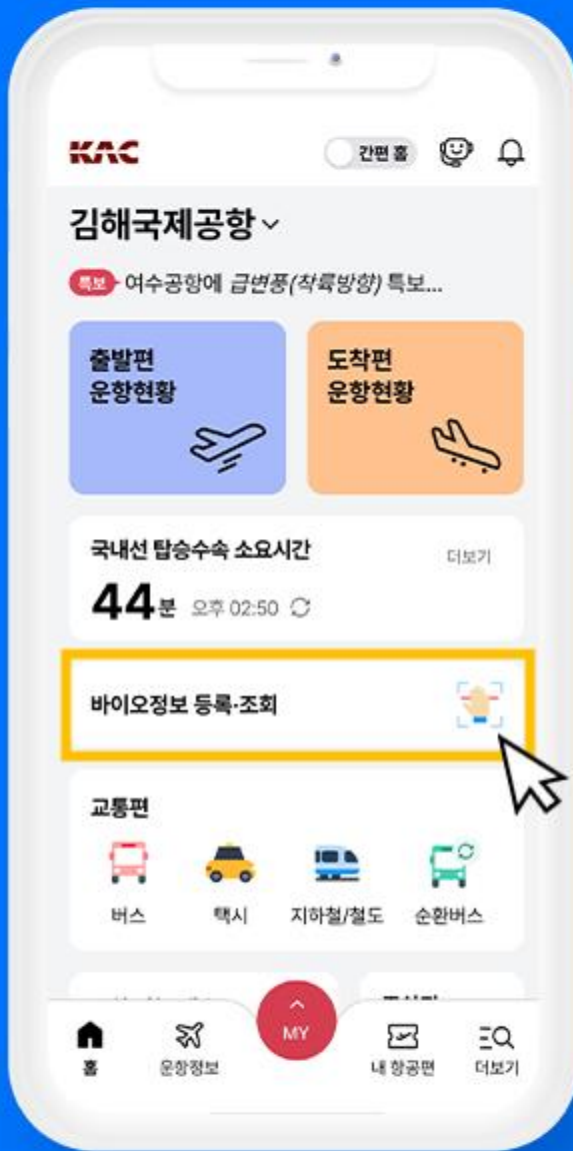 KAC
간편 홈
김해국제공항
특보 여수공항에 급변풍(착륙방향) 특보...
출발편
운항현황
도착편
운항현황
국내선 탑승수속 소요시간
더보기
44분 오후 02:50
바이오정보 등록·조회
교통편
버스
택시
지하철/철도
순환버스
MY
홈
운항정보
내 항공편
더보기